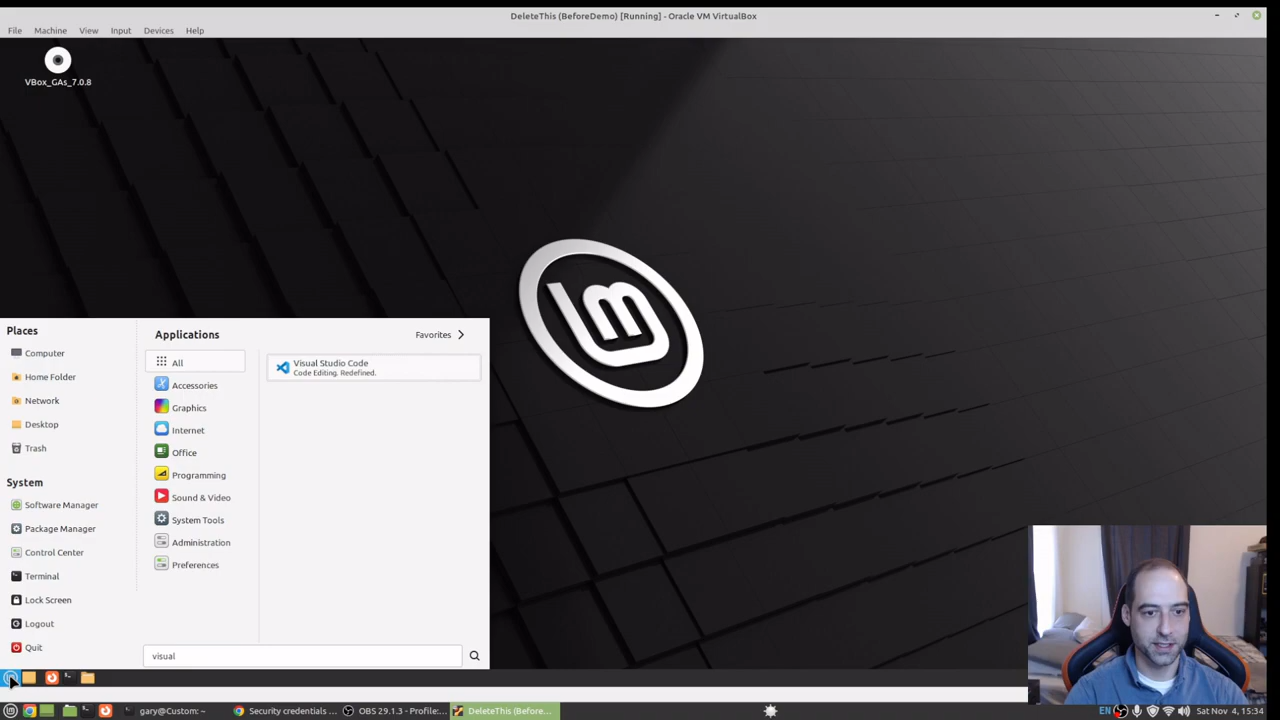 DeleteThis (BeforeDemo) [Running] - Oracle VM VirtualBox
File Machine View Input Devices Help
VBox_GAs_7.0.8
Places
Computer
Home Folder
Network
Desktop
Trash
System
Software Manager
Package Manager
Control Center
Terminal
Lock Screen
Logout
Quit
Applications
Favorites
All
Accessories
Graphics
Internet
Office
Programming
Sound & Video
System Tools
Administration
Preferences
Visual Studio Code
Code Editing. Redefined.
visual
gary@Custom: ~
Security credentials ...
OBS 29.1.3 - Profile:...
DeleteThis (Before...
EN
Sat Nov 4, 15:34